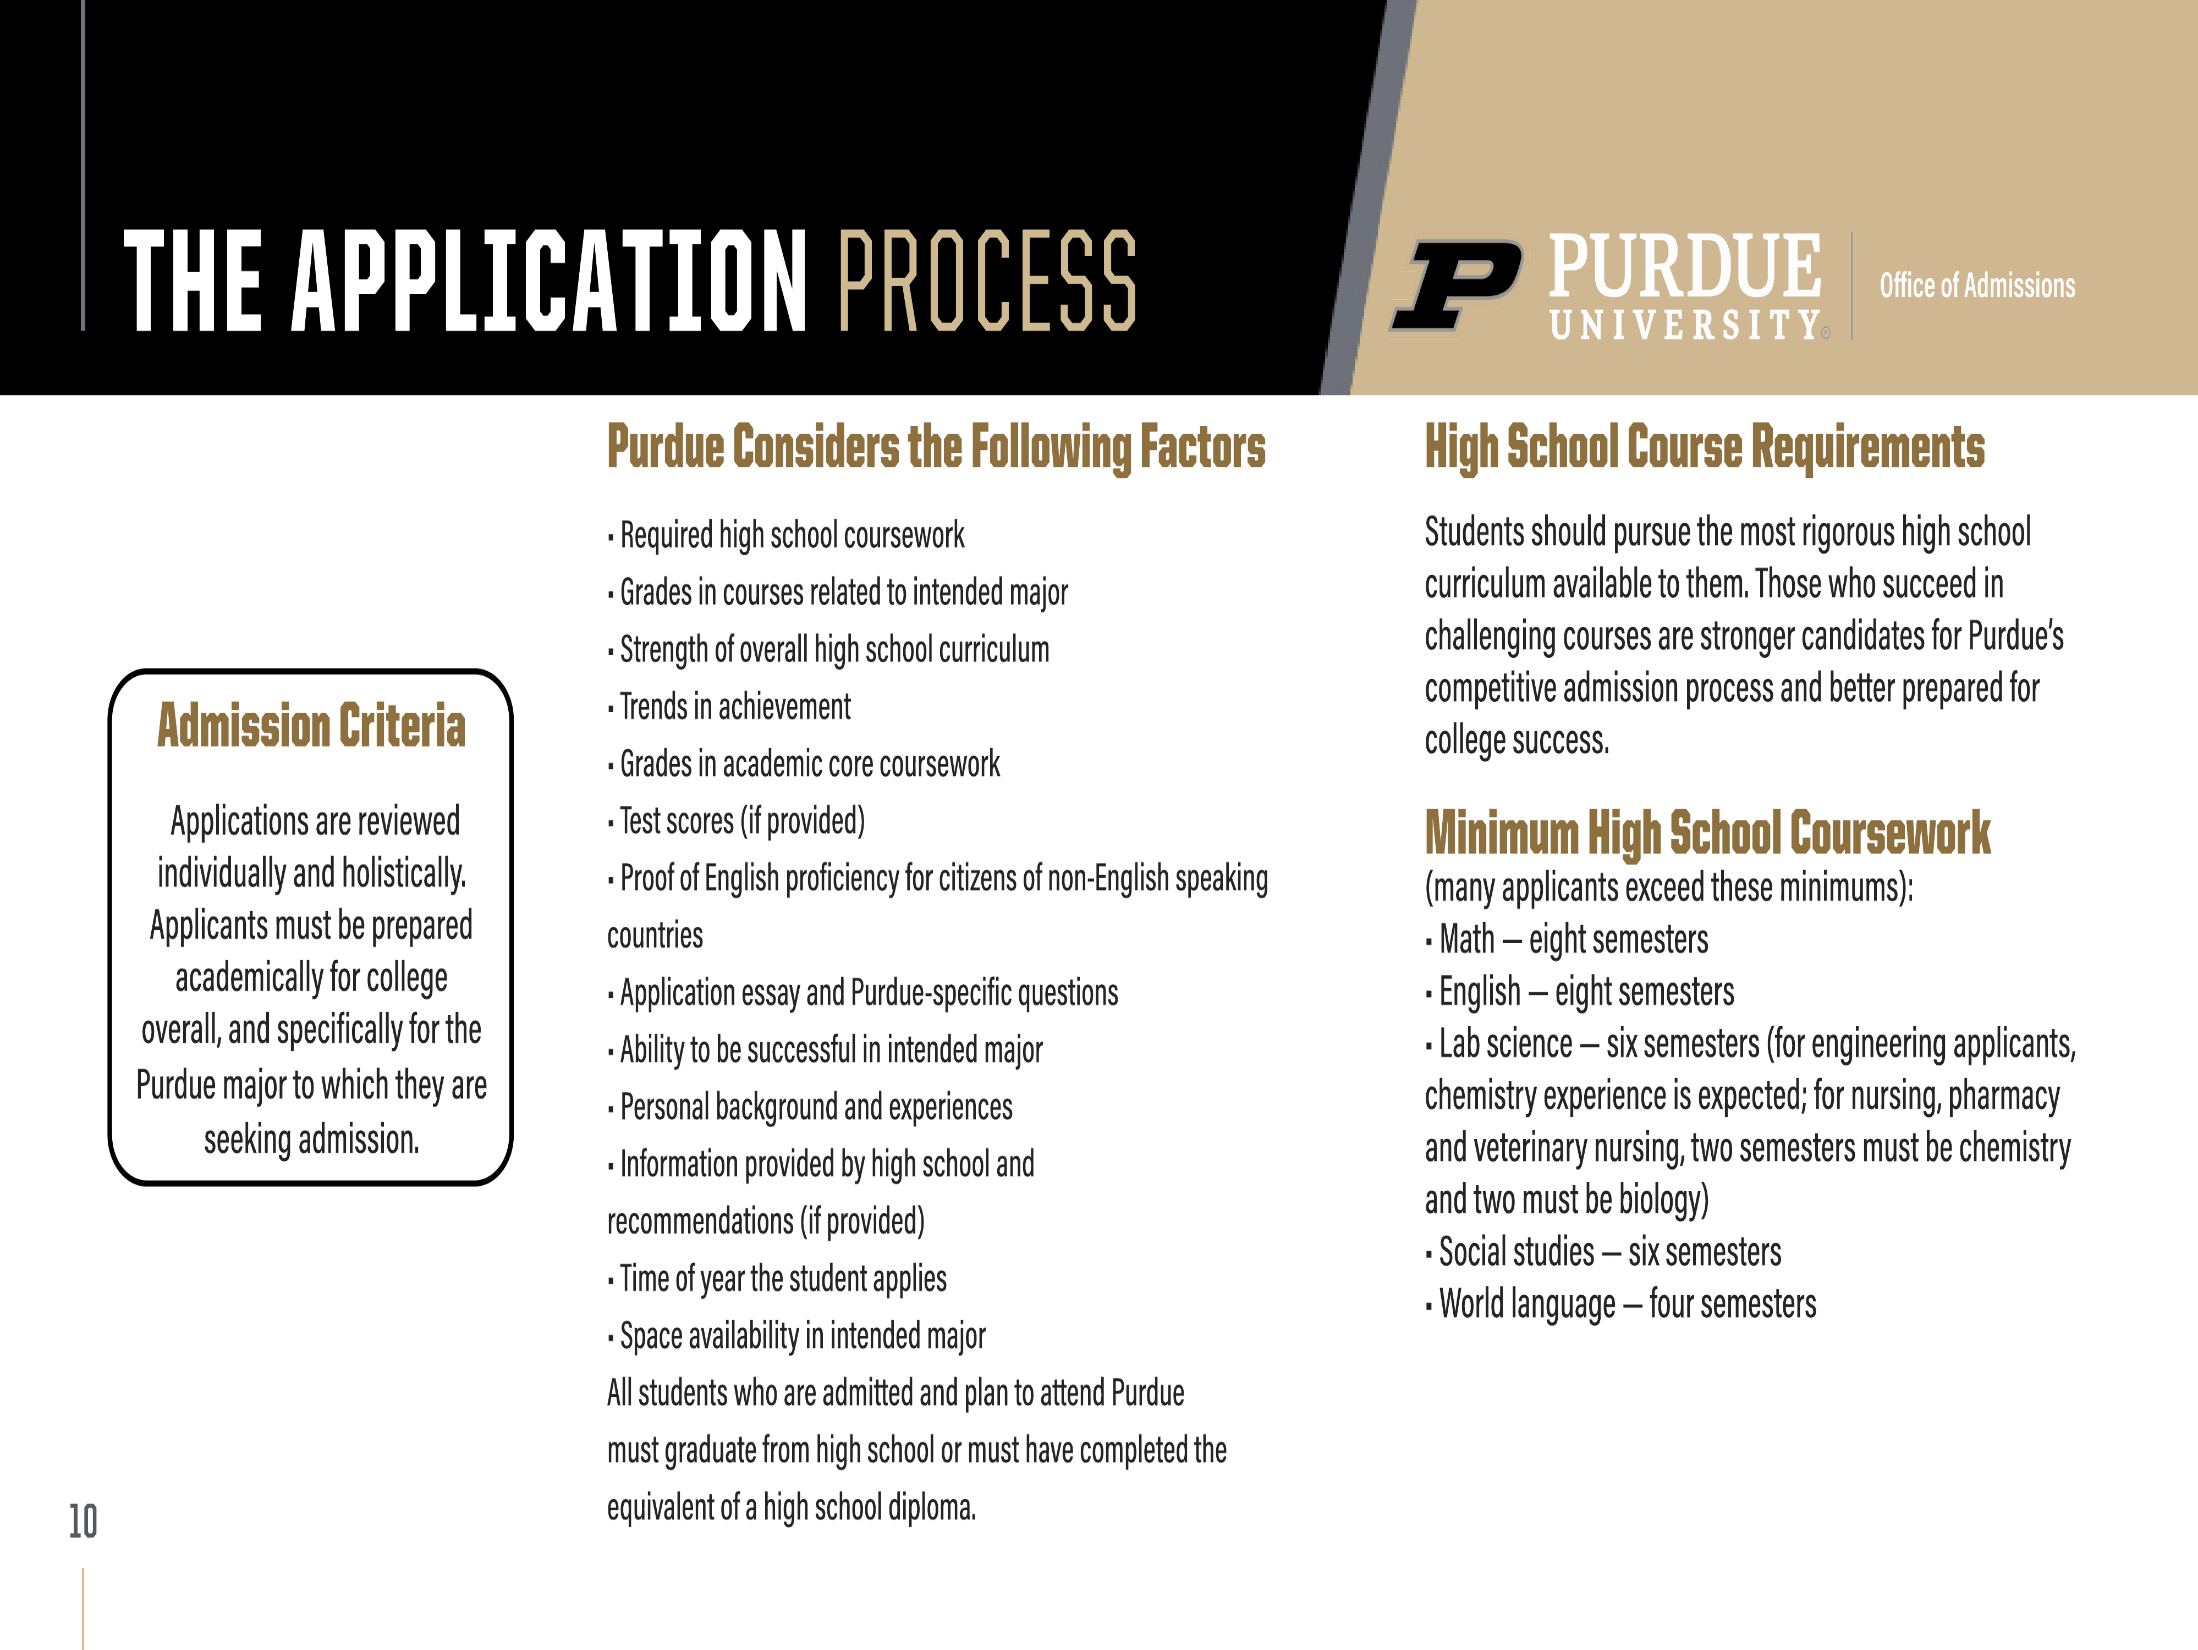 THE APPLICATION PROCESS
P
PURDUE
UNIVERSITY®
Office of Admissions
Admission Criteria
Applications are reviewed
individually and holistically.
Applicants must be prepared
academically for college
overall, and specifically for the
Purdue major to which they are
seeking admission.
Purdue Considers the Following Factors
• Required high school coursework
• Grades in courses related to intended major
• Strength of overall high school curriculum
• Trends in achievement
• Grades in academic core coursework
• Test scores (if provided)
• Proof of English proficiency for citizens of non-English speaking
countries
• Application essay and Purdue-specific questions
• Ability to be successful in intended major
• Personal background and experiences
• Information provided by high school and
recommendations (if provided)
• Time of year the student applies
• Space availability in intended major
All students who are admitted and plan to attend Purdue
must graduate from high school or must have completed the
equivalent of a high school diploma.
High School Course Requirements
Students should pursue the most rigorous high school
curriculum available to them. Those who succeed in
challenging courses are stronger candidates for Purdue’s
competitive admission process and better prepared for
college success.
Minimum High School Coursework
(many applicants exceed these minimums):
• Math — eight semesters
• English — eight semesters
• Lab science — six semesters (for engineering applicants,
chemistry experience is expected; for nursing, pharmacy
and veterinary nursing, two semesters must be chemistry
and two must be biology)
• Social studies — six semesters
• World language — four semesters
10